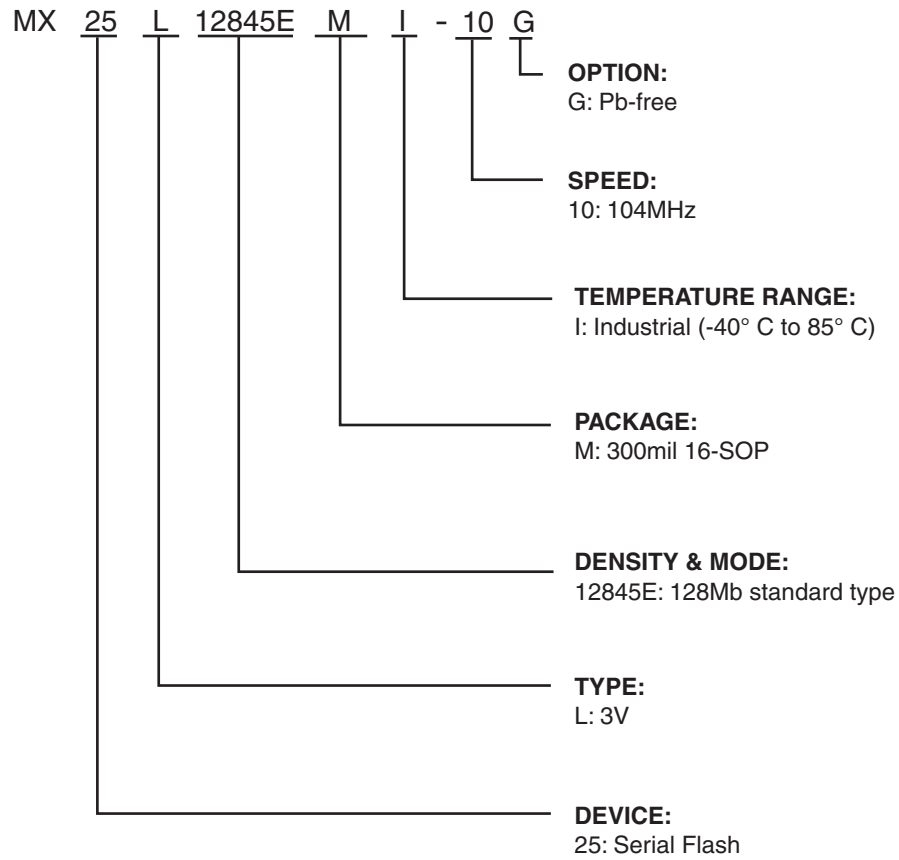 MX 25 L 12845E M I - 10 G
OPTION:
G: Pb-free
SPEED:
10: 104MHz
TEMPERATURE RANGE:
I: Industrial (-40° C to 85° C)
PACKAGE:
M: 300mil 16-SOP
DENSITY & MODE:
12845E: 128Mb standard type
TYPE:
L: 3V
DEVICE:
25: Serial Flash